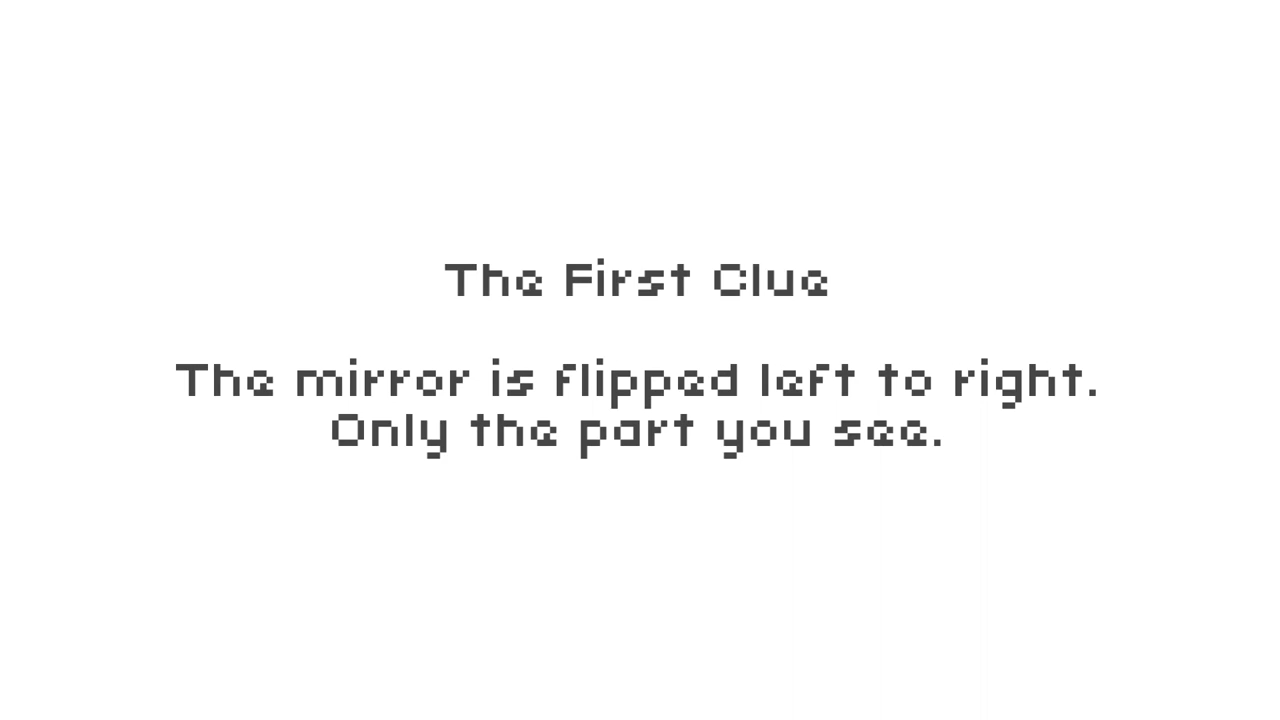 The First Clue
The mirror is flipped left to right.
Only the part you see.